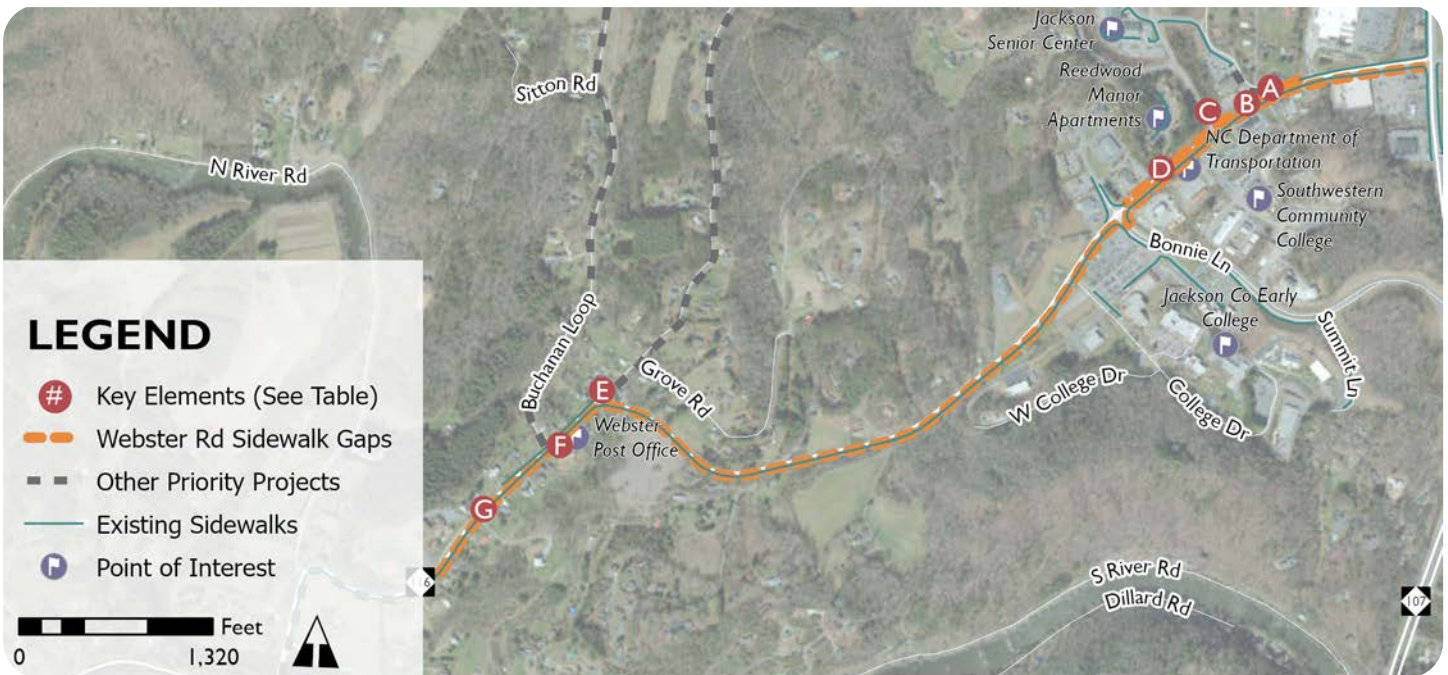 Jackson
Senior Center
Reedwood
Manor
Apartments
A
B
C
D
NC Department of
Transportation
Southwestern
Community
College
Sitton Rd
N River Rd
Bonnie Ln
Jackson Co Early
College
Summit Ln
Buchanan Loop
Grove Rd
W College Dr
College Dr
E
F
Webster
Post Office
G
S River Rd
Dillard Rd
107
LEGEND
# Key Elements (See Table)
Webster Rd Sidewalk Gaps
Other Priority Projects
Existing Sidewalks
Point of Interest
Feet
0 1,320